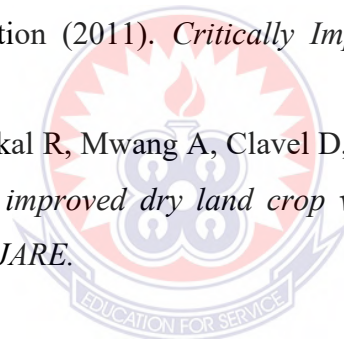 tion (2011). Critically Imp
kal R, Mwang A, Clavel D,
improved dry land crop v
JARE.
EDUCATION FOR SERVICE